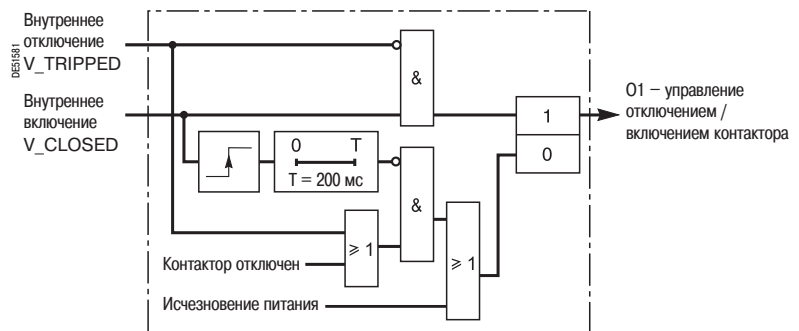 Внутреннее
отключение
V_TRIPPED
DE51581
&
Внутреннее
включение
V_CLOSED
1
0
О1 – управление
отключением /
включением контактора
0 T
T = 200 мс
&
≥ 1
≥ 1
Контактор отключен
Исчезновение питания